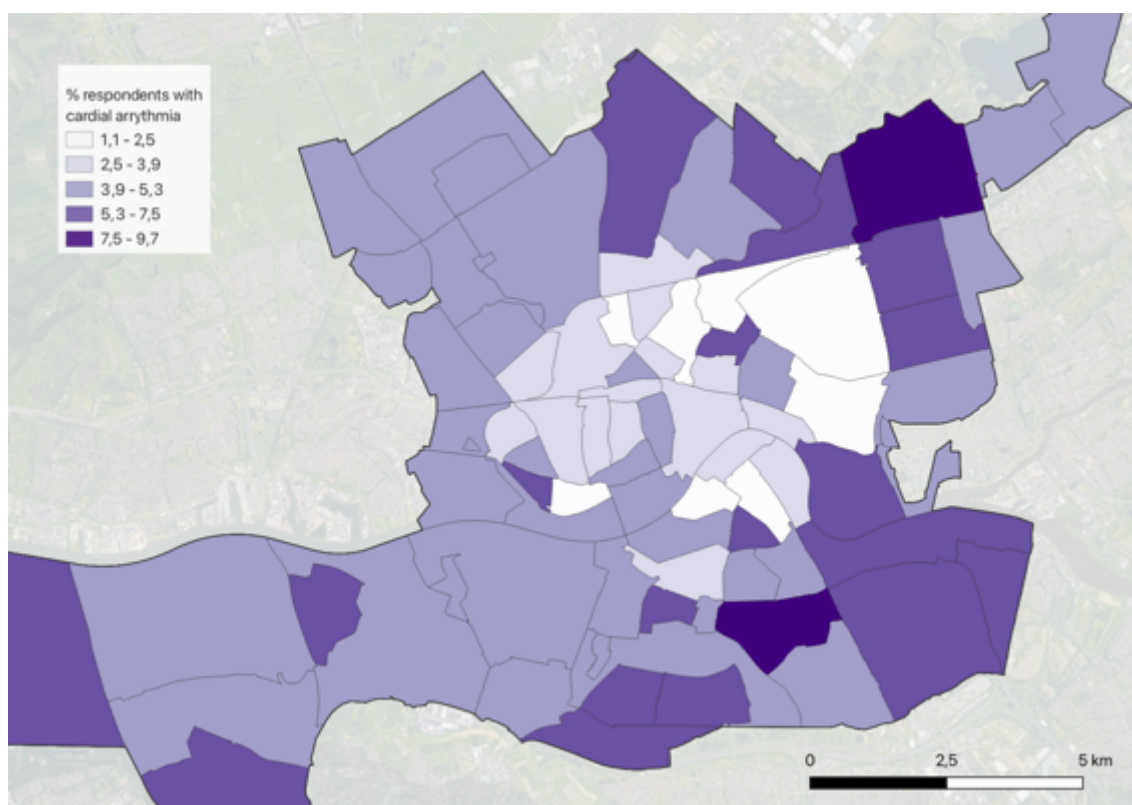 % respondents with
cardial arrythmia
1,1 - 2,5
2,5 - 3,9
3,9 - 5,3
5,3 - 7,5
7,5 - 9,7
0 2,5 5 km